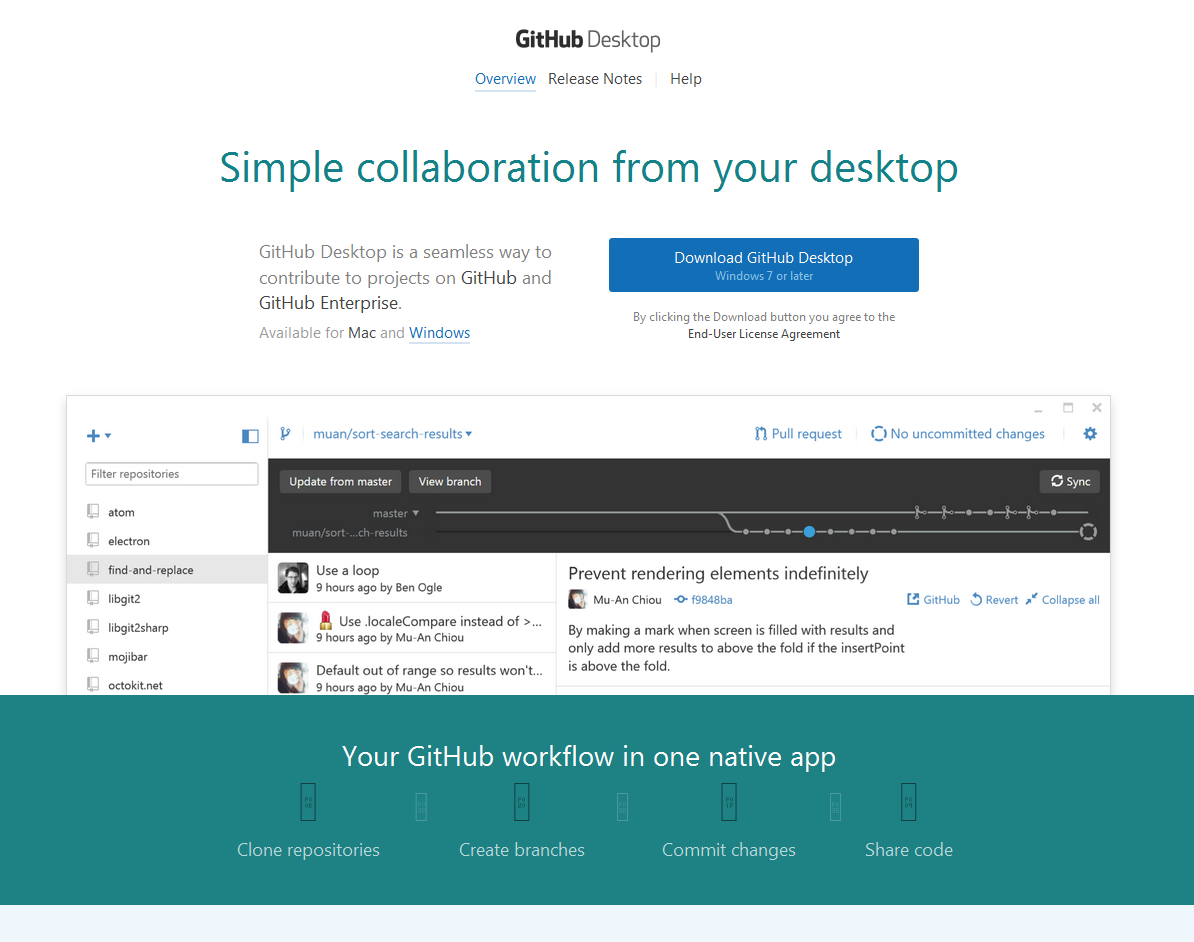 GitHub Desktop
Overview Release Notes Help
Simple collaboration from your desktop
GitHub Desktop is a seamless way to
contribute to projects on GitHub and
GitHub Enterprise.
Available for Mac and Windows
Download GitHub Desktop
Windows 7 or later
By clicking the Download button you agree to the
End-User License Agreement
muan/sort-search-results
Pull request
No uncommitted changes
Filter repositories
atom
electron
find-and-replace
libgit2
libgit2sharp
mojibar
octokit.net
Update from master
View branch
Sync
master
muan/sort-...ch-results
Use a loop
9 hours ago by Ben Ogle
Use .localeCompare instead of >...
9 hours ago by Mu-An Chiou
Default out of range so results won't...
9 hours ago by Mu-An Chiou
Prevent rendering elements indefinitely
Mu-An Chiou f9848ba
GitHub Revert Collapse all
By making a mark when screen is filled with results and
only add more results to above the fold if the insertPoint
is above the fold.
Your GitHub workflow in one native app
Clone repositories
Create branches
Commit changes
Share code